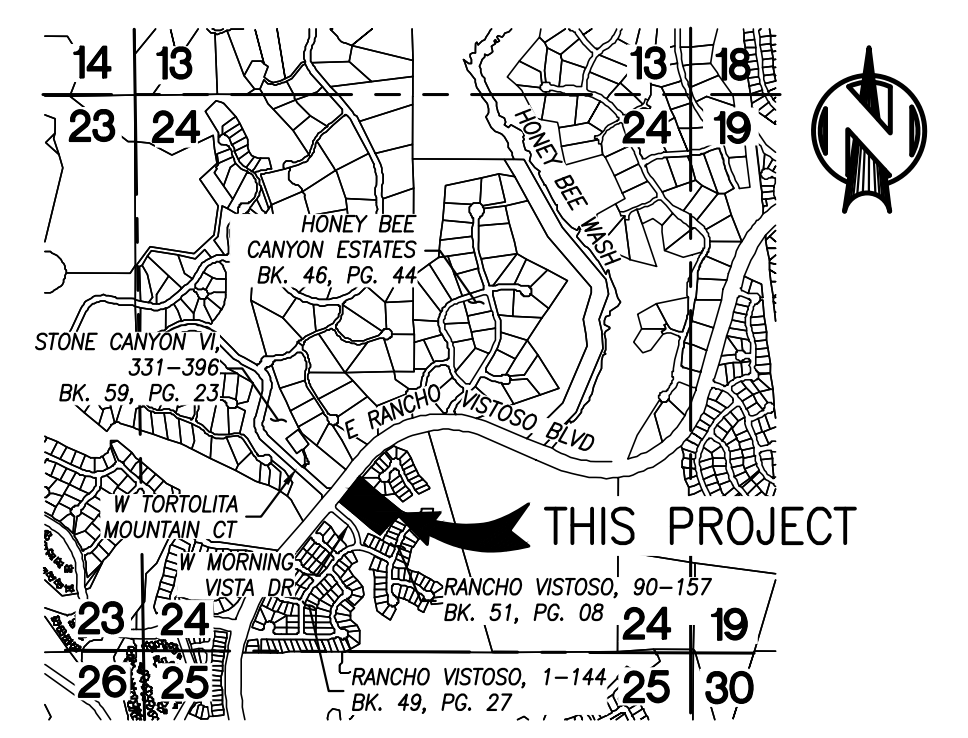 14 13 13 18
23 24 24 19
N
HONEY BEE WASH
HONEY BEE
CANYON ESTATES
BK. 46, PG. 44
STONE CANYON VI,
331-396
BK. 59, PG. 23
E RANCHO VISTOSO BLVD
W TORTOLITA
MOUNTAIN CT
THIS PROJECT
W MORNING
VISTA DR
RANCHO VISTOSO, 90-157
BK. 51, PG. 08
23 24 24 19
26 25 25 30
RANCHO VISTOSO, 1-144
BK. 49, PG. 27